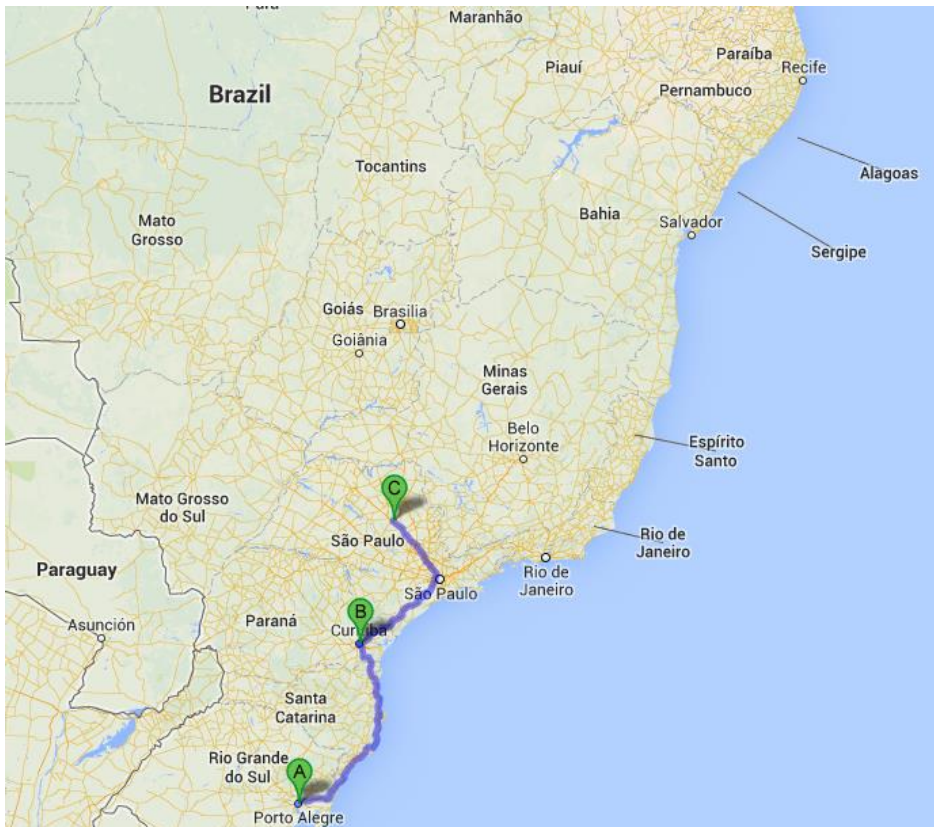 Maranhão
Paraíba
Recife
Piauí
Pernambuco
Brazil
Tocantins
Alagoas
Mato
Grosso
Bahia
Salvador
Sergipe
Goiás
Brasilia
Goiânia
Minas
Gerais
Belo
Horizonte
Espírito
Santo
Mato Grosso
do Sul
C
São Paulo
Rio de
Janeiro
Paraguay
Rio de
Janeiro
São Paulo
B
Asunción
Paraná
Curitiba
Santa
Catarina
Rio Grande
do Sul
A
Porto Alegre